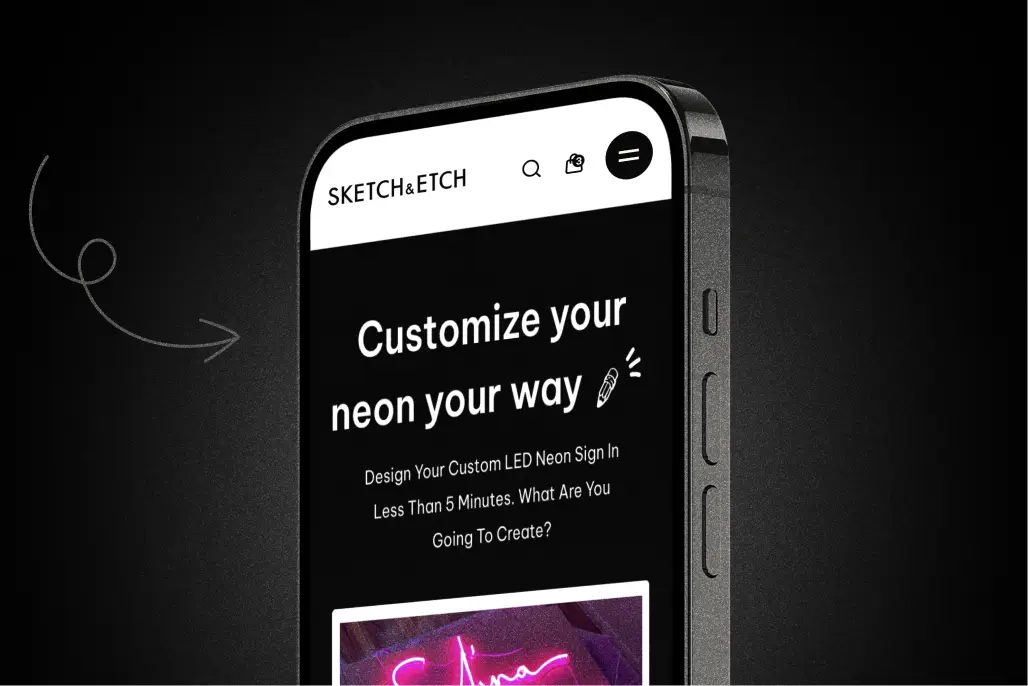 SKETCH&ETCH
3
Customize your
neon your way
Design Your Custom LED Neon Sign In
Less Than 5 Minutes. What Are You
Going To Create?